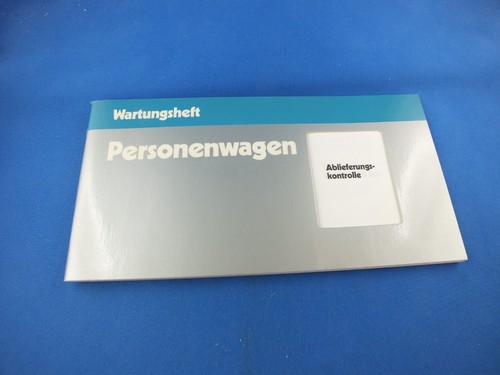 Wartungsheft
Personenwagen
Ablieferungs-
kontrolle